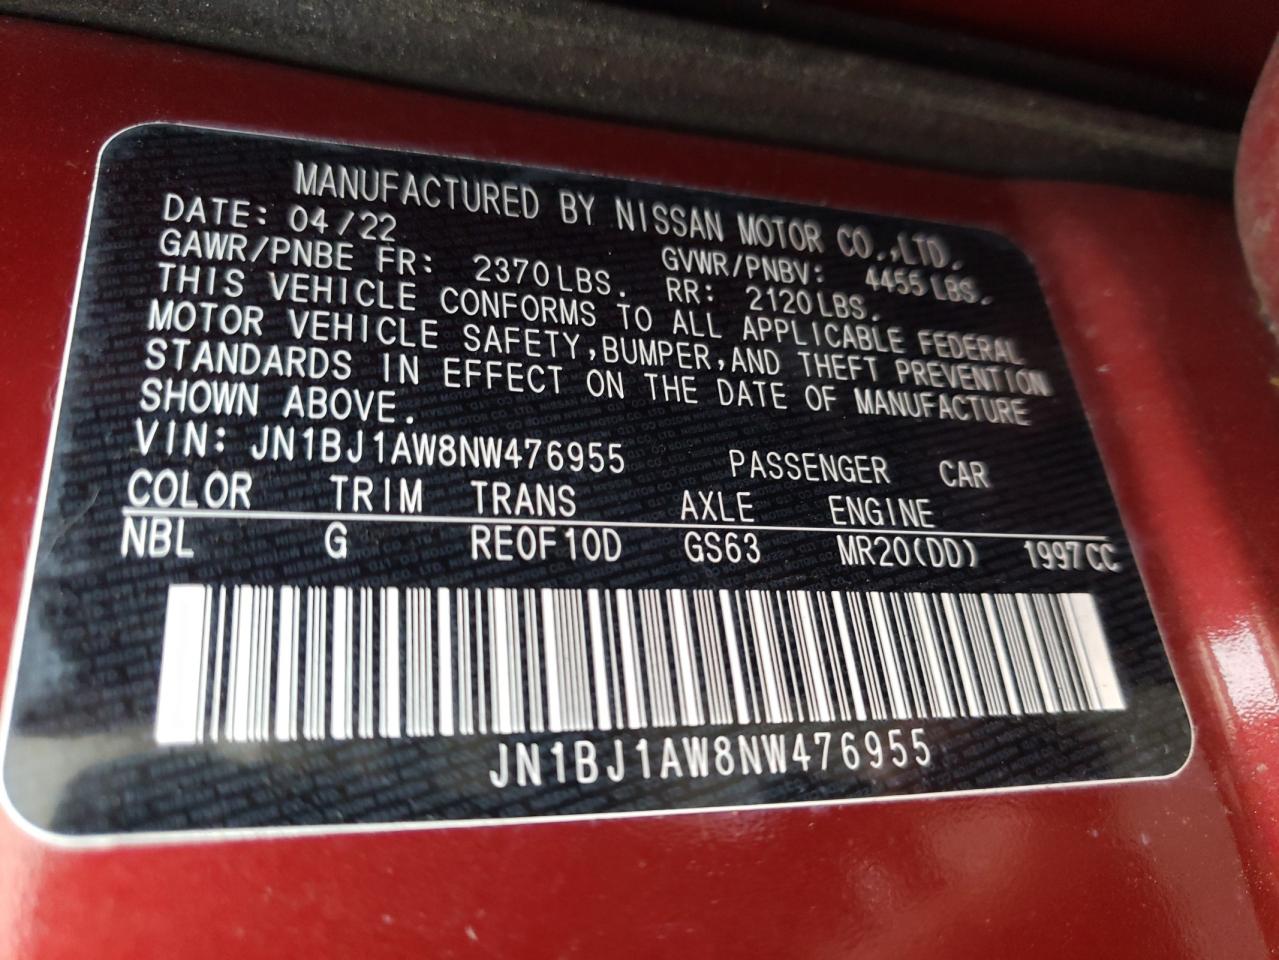 MANUFACTURED BY NISSAN MOTOR CO.,LTD.
DATE: 04/22
GAWR/PNBE FR: 2370LBS. GVWR/PNBV: 4455LBS.
RR: 2120LBS.
THIS VEHICLE CONFORMS TO ALL APPLICABLE FEDERAL
MOTOR VEHICLE SAFETY,BUMPER,AND THEFT PREVENTION
STANDARDS IN EFFECT ON THE DATE OF MANUFACTURE
SHOWN ABOVE.
VIN: JN1BJ1AW8NW476955 PASSENGER CAR
COLOR TRIM TRANS AXLE ENGINE
NBL G RE0F10D GS63 MR20(DD) 1997CC
JN1BJ1AW8NW476955